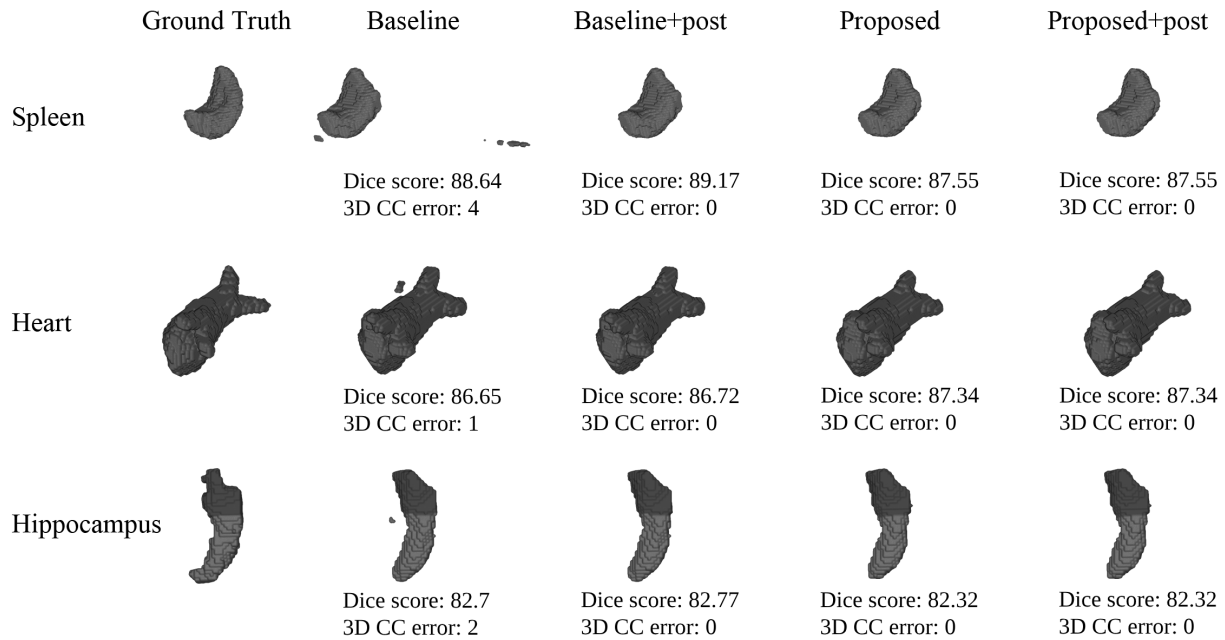 Ground Truth Baseline Baseline+post Proposed Proposed+post
Spleen
Dice score: 88.64 Dice score: 89.17 Dice score: 87.55 Dice score: 87.55
3D CC error: 4 3D CC error: 0 3D CC error: 0 3D CC error: 0
Heart
Dice score: 86.65 Dice score: 86.72 Dice score: 87.34 Dice score: 87.34
3D CC error: 1 3D CC error: 0 3D CC error: 0 3D CC error: 0
Hippocampus
Dice score: 82.7 Dice score: 82.77 Dice score: 82.32 Dice score: 82.32
3D CC error: 2 3D CC error: 0 3D CC error: 0 3D CC error: 0